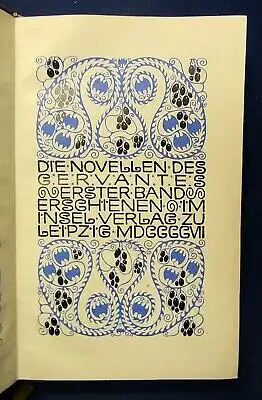 DIE·NOVELLEN·DES
CERVANTES
ERSTER·BAND
ERSCHIENEN·IM
INSEL·VERLAG·ZU
LEIPZIG·MDCCCCVII